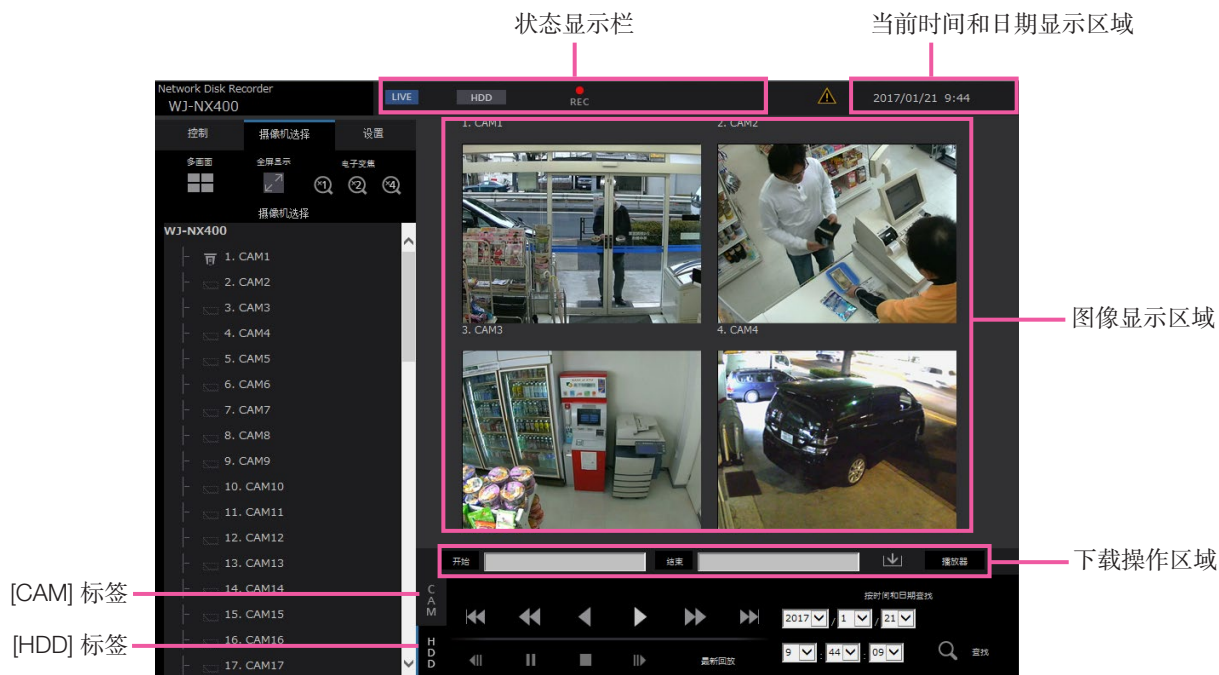 状态显示栏
当前时间和日期显示区域
Network Disk Recorder
WJ-NX400
LIVE
HDD
REC
2017/01/21 9:44
控制
摄像机选择
设置
多画面
全屏显示
电子变焦
×1
×2
×4
摄像机选择
WJ-NX400
1. CAM1
2. CAM2
3. CAM3
4. CAM4
5. CAM5
6. CAM6
7. CAM7
8. CAM8
9. CAM9
10. CAM10
11. CAM11
12. CAM12
13. CAM13
14. CAM14
15. CAM15
16. CAM16
17. CAM17
1. CAM1
2. CAM2
3. CAM3
4. CAM4
图像显示区域
开始
结束
播放器
下载操作区域
[CAM] 标签
CAM
[HDD] 标签
HDD
按时间和日期查找
2017 / 1 / 21
9 : 44 : 09
查找
最新回放